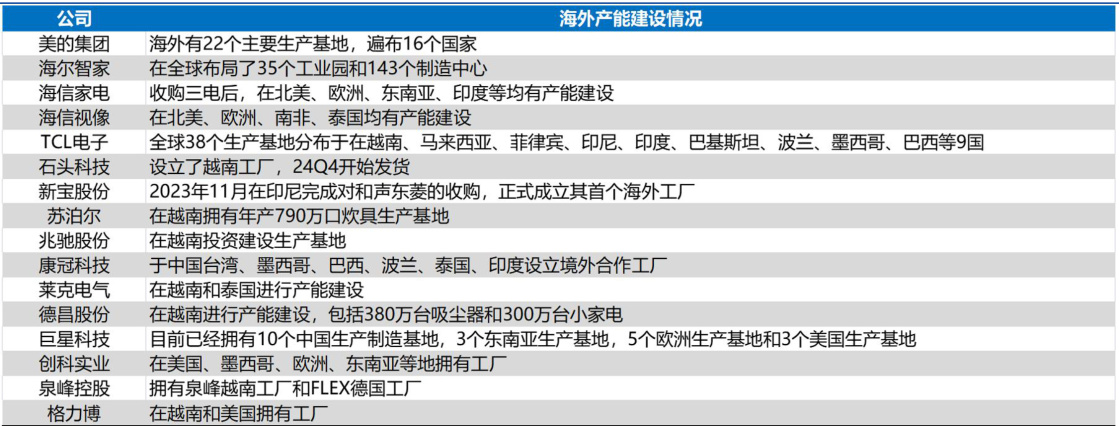 公司 海外产能建设情况
美的集团 海外有22个主要生产基地，遍布16个国家
海尔智家 在全球布局了35个工业园和143个制造中心
海信家电 收购三电后，在北美、欧洲、东南亚、印度等均有产能建设
海信视像 在北美、欧洲、南非、泰国均有产能建设
TCL电子 全球38个生产基地分布于在越南、马来西亚、菲律宾、印尼、印度、巴基斯坦、波兰、墨西哥、巴西等9国
石头科技 设立了越南工厂，24Q4开始发货
新宝股份 2023年11月在印尼完成对和声东菱的收购，正式成立其首个海外工厂
苏泊尔 在越南拥有年产790万口炊具生产基地
兆驰股份 在越南投资建设生产基地
康冠科技 于中国台湾、墨西哥、巴西、波兰、泰国、印度设立境外合作工厂
莱克电气 在越南和泰国进行产能建设
德昌股份 在越南进行产能建设，包括380万台吸尘器和300万台小家电
巨星科技 目前已经拥有10个中国生产制造基地，3个东南亚生产基地，5个欧洲生产基地和3个美国生产基地
创科实业 在美国、墨西哥、欧洲、东南亚等地拥有工厂
泉峰控股 拥有泉峰越南工厂和FLEX德国工厂
格力博 在越南和美国拥有工厂